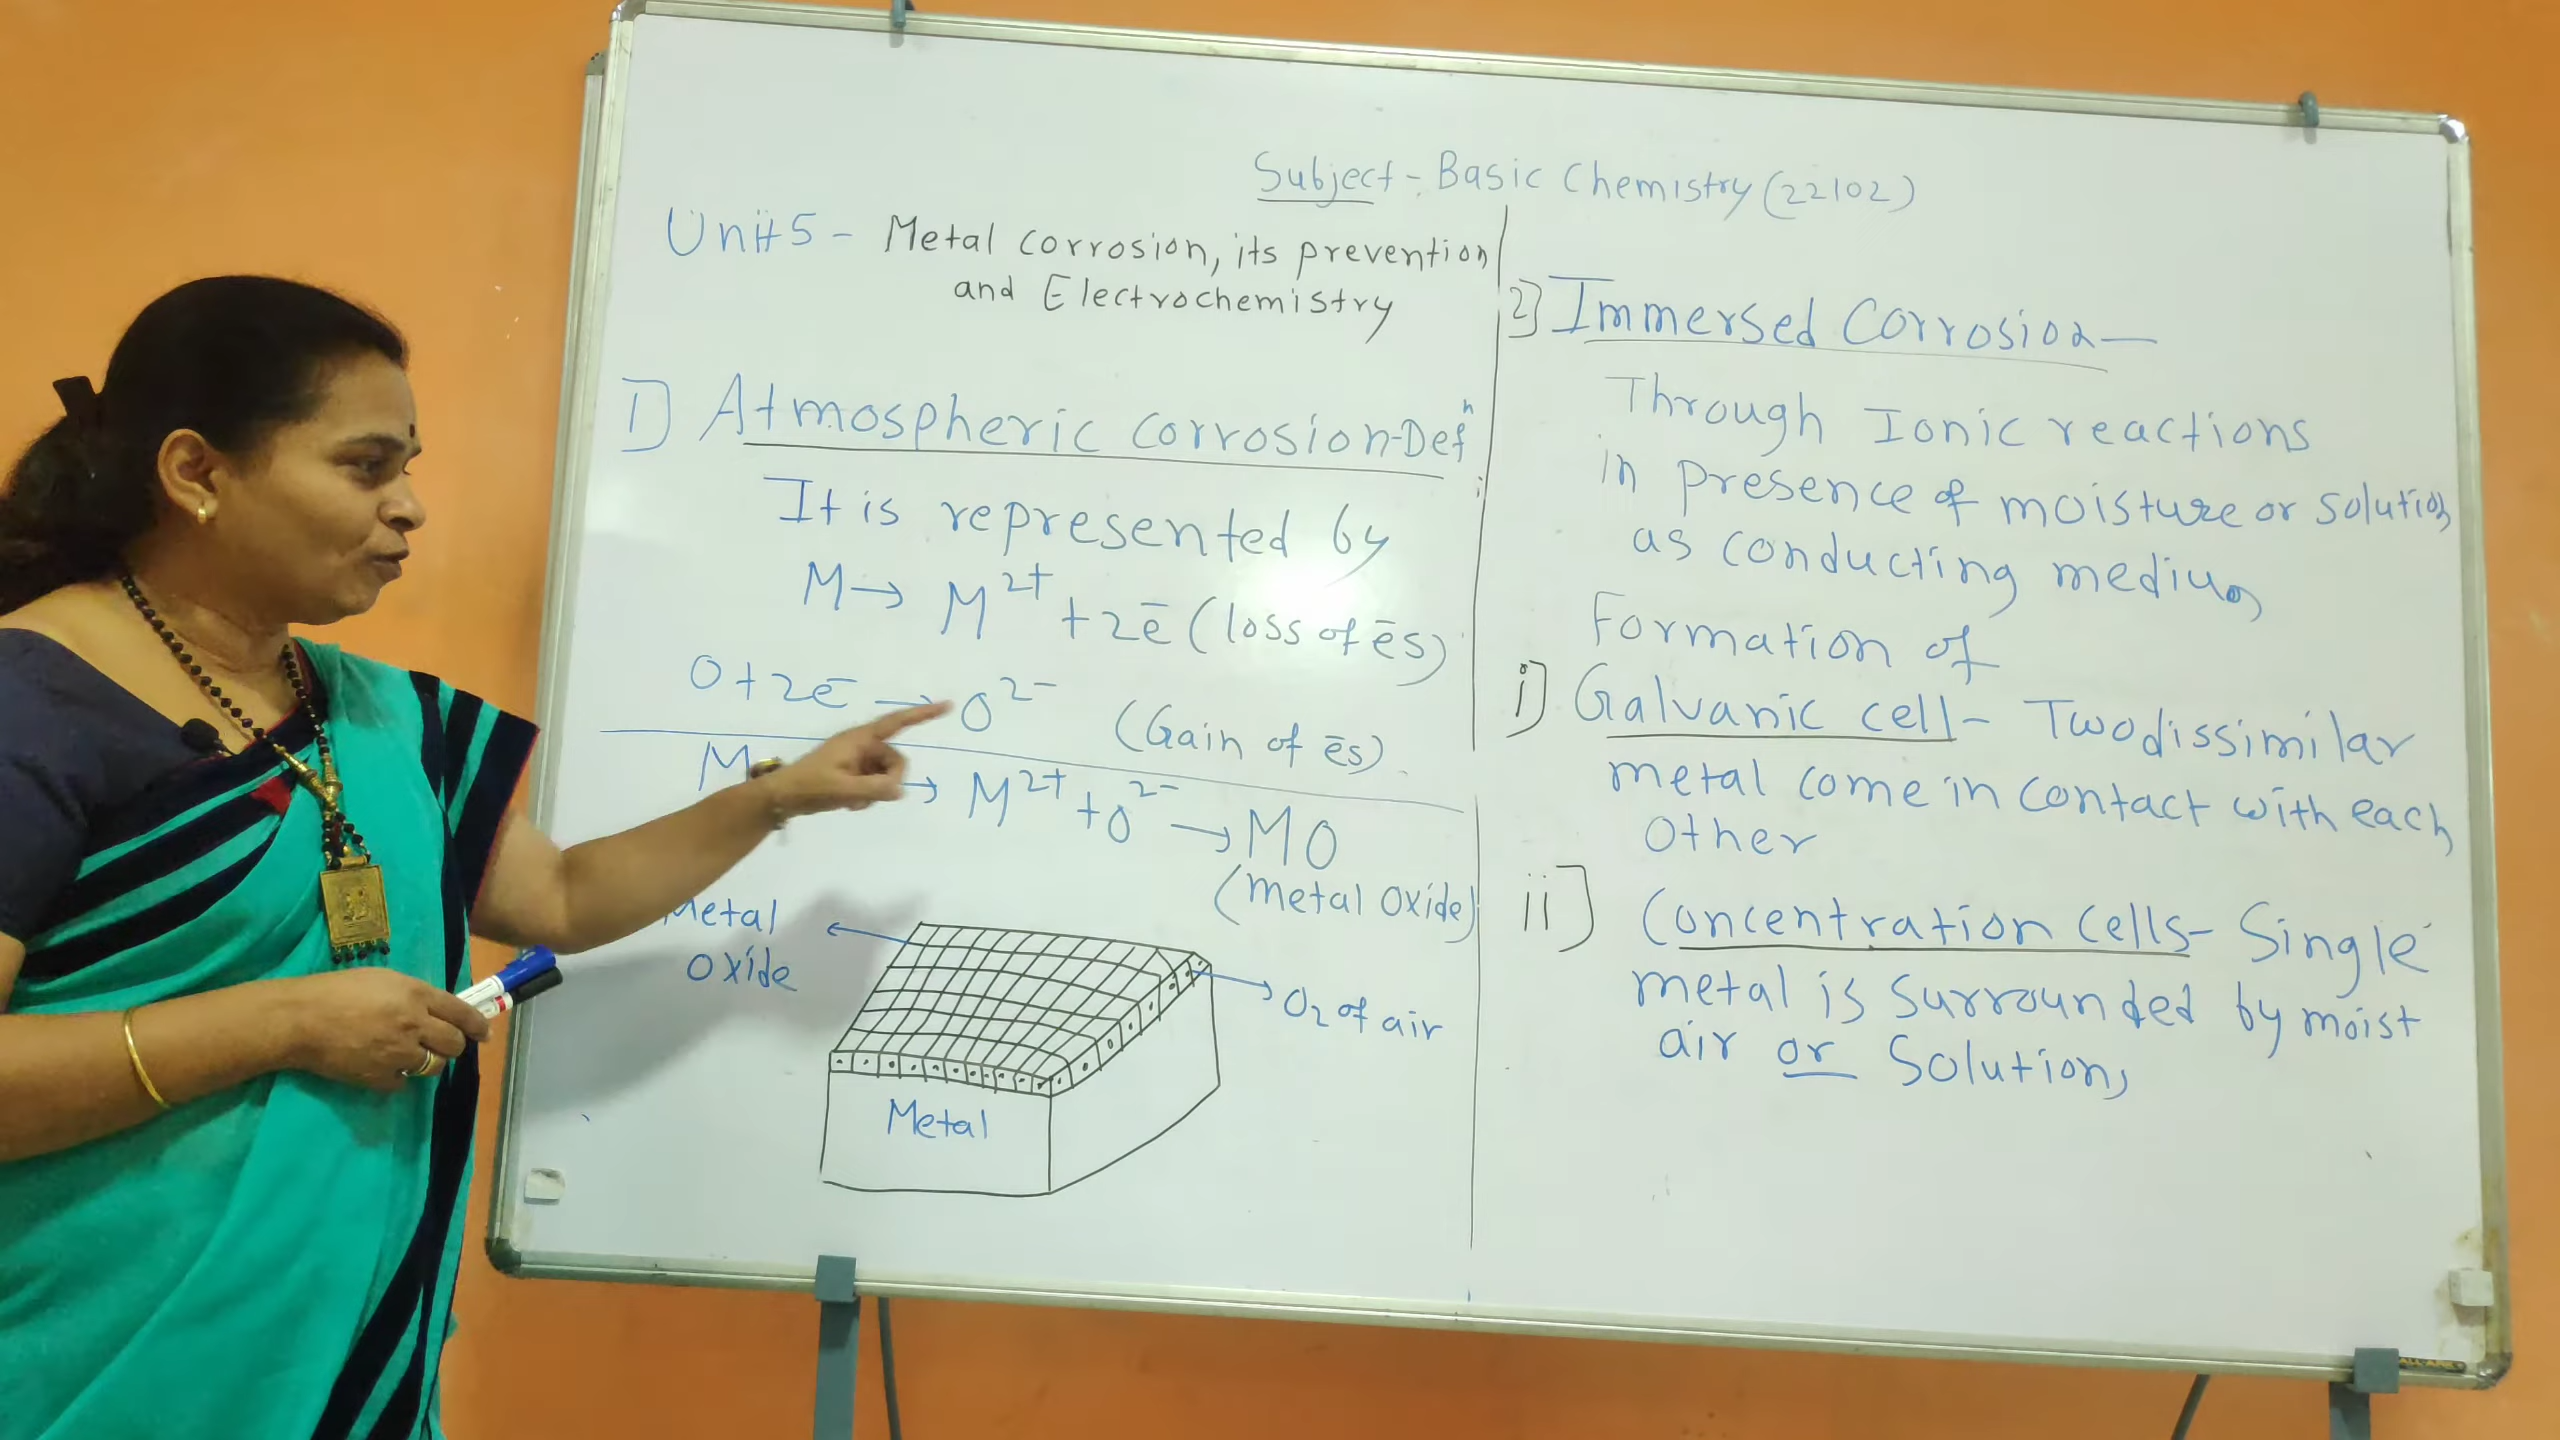 Subject - Basic Chemistry (22102)
Unit 5 - Metal corrosion, its prevention
and Electrochemistry
1] Atmospheric corrosion - Defⁿ
It is represented by
M → M²⁺ + 2ē (loss of ēs)
O + 2ē → O²⁻ (Gain of ēs)
M → M²⁺ + O²⁻ → MO
(metal oxide)
Metal
oxide
O₂ of air
Metal
2] Immersed Corrosion —
Through Ionic reactions
in presence of moisture or solution
as conducting medium
Formation of
i] Galvanic cell - Two dissimilar
metal come in contact with each
other
ii] Concentration cells - Single
metal is surrounded by moist
air or solution,